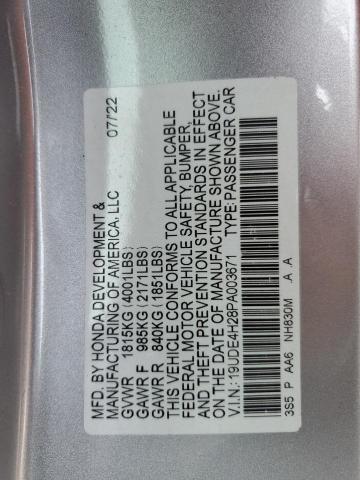 MFD. BY HONDA DEVELOPMENT &
MANUFACTURING OF AMERICA, LLC 07/22
GVWR 1815KG (4001LBS)
GAWR F 985KG (2171LBS)
GAWR R 840KG (1851LBS)
THIS VEHICLE CONFORMS TO ALL APPLICABLE
FEDERAL MOTOR VEHICLE SAFETY, BUMPER,
AND THEFT PREVENTION STANDARDS IN EFFECT
ON THE DATE OF MANUFACTURE SHOWN ABOVE.
V.I.N.: 19UDE4H28PA003671 TYPE: PASSENGER CAR
3S5 P AA6 NH830M A A